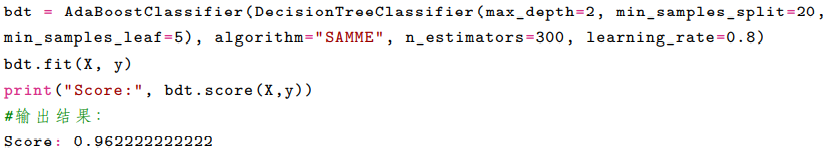 bdt = AdaBoostClassifier(DecisionTreeClassifier(max_depth=2, min_samples_split=20,
min_samples_leaf=5), algorithm="SAMME", n_estimators=300, learning_rate=0.8)
bdt.fit(X, y)
print("Score:", bdt.score(X,y))
#输出结果：
Score: 0.962222222222